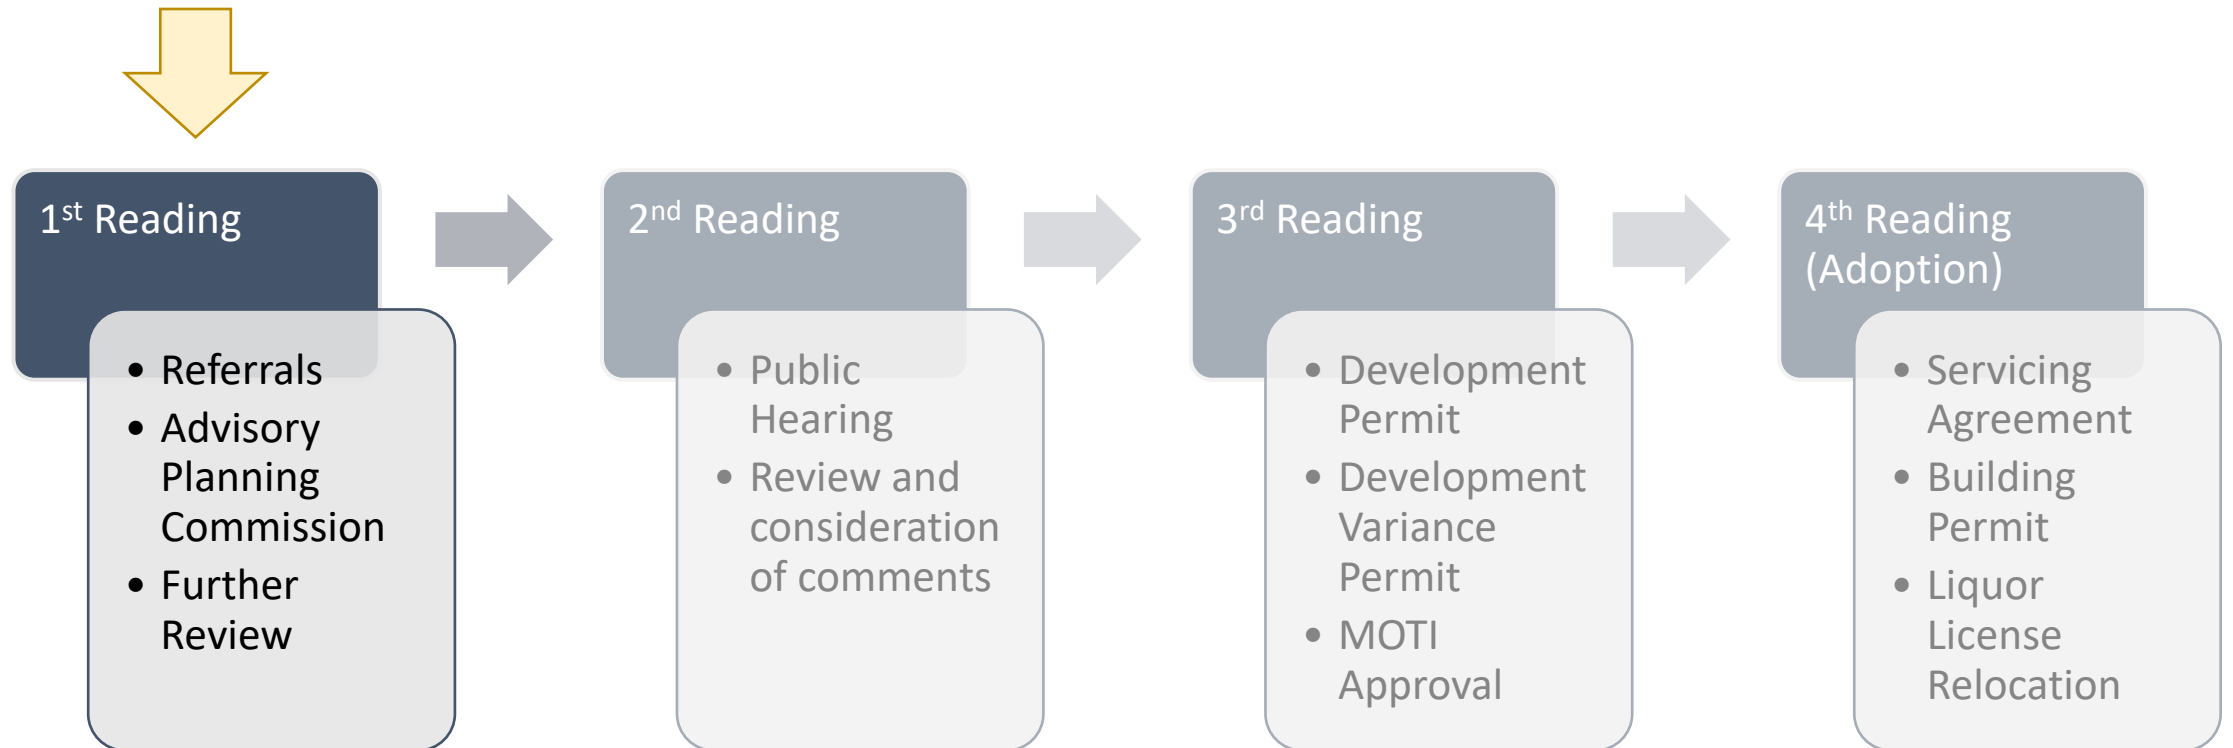 1st Reading
• Referrals
• Advisory
Planning
Commission
• Further
Review
2nd Reading
• Public
Hearing
• Review and
consideration
of comments
3rd Reading
• Development
Permit
• Development
Variance
Permit
• MOTI
Approval
4th Reading
(Adoption)
• Servicing
Agreement
• Building
Permit
• Liquor
License
Relocation